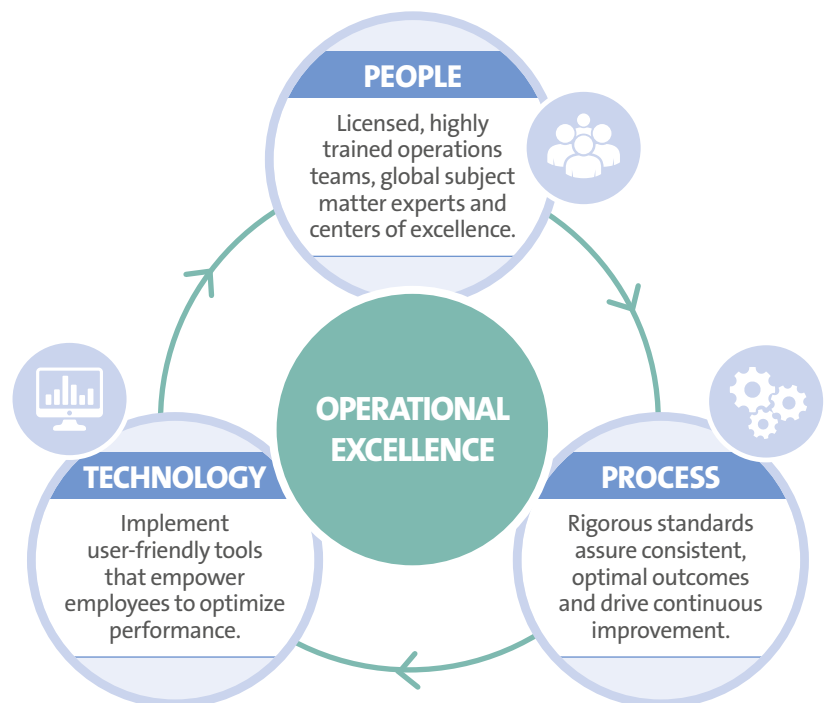 PEOPLE
Licensed, highly
trained operations
teams, global subject
matter experts and
centers of excellence.
OPERATIONAL
EXCELLENCE
TECHNOLOGY
Implement
user-friendly tools
that empower
employees to optimize
performance.
PROCESS
Rigorous standards
assure consistent,
optimal outcomes
and drive continuous
improvement.